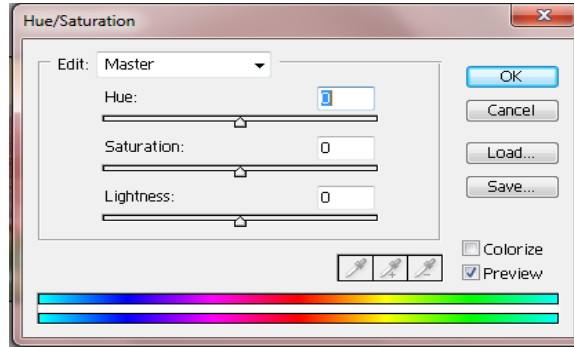 Hue/Saturation
Edit: Master
OK
Hue: 0
Cancel
Saturation: 0
Load...
Save...
Lightness: 0
Colorize
Preview